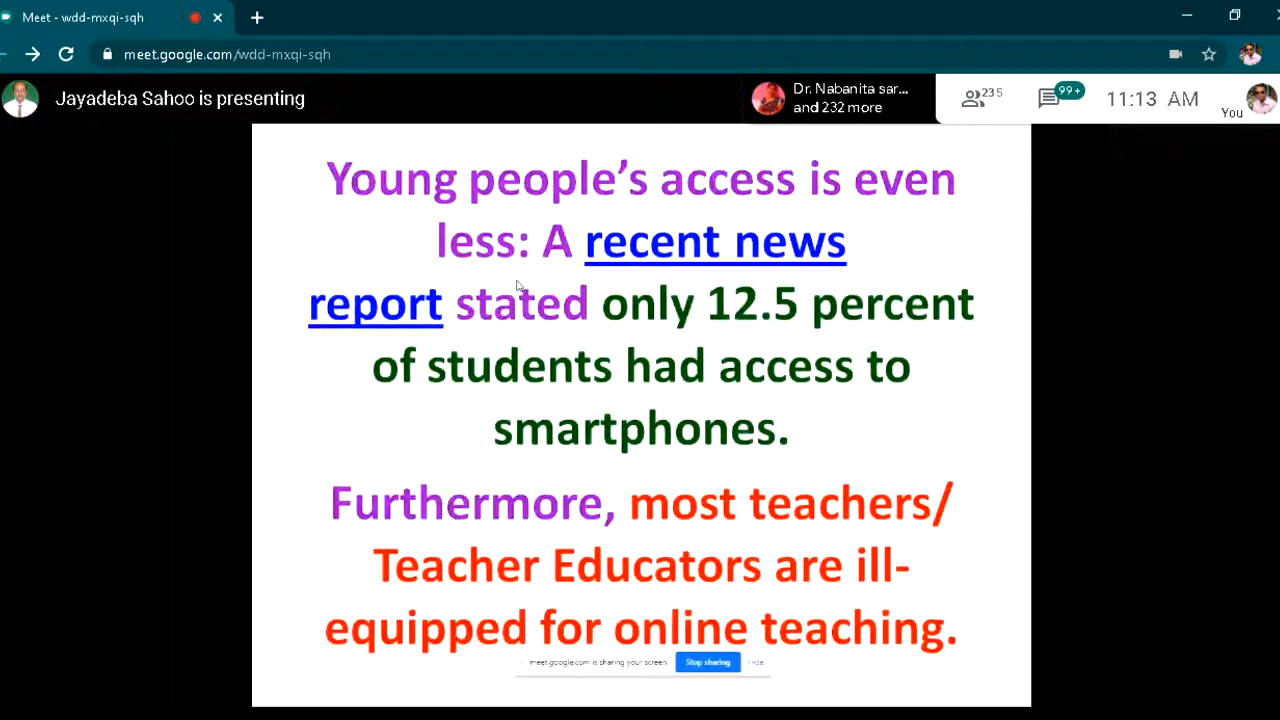 Meet - wdd-mxqi-sqh
meet.google.com/wdd-mxqi-sqh
Jayadeba Sahoo is presenting
Dr. Nabanita sar...
and 232 more
235
99+
11:13 AM
You
Young people’s access is even
less: A recent news
report stated only 12.5 percent
of students had access to
smartphones.
Furthermore, most teachers/
Teacher Educators are ill-
equipped for online teaching.
meet.google.com is sharing your screen.
Stop sharing
Hide